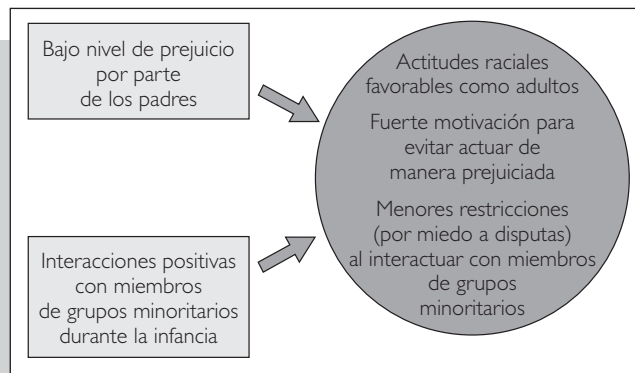 Bajo nivel de prejuicio
por parte
de los padres
Interacciones positivas
con miembros
de grupos minoritarios
durante la infancia
Actitudes raciales
favorables como adultos
Fuerte motivación para
evitar actuar de
manera prejuiciada
Menores restricciones
(por miedo a disputas)
al interactuar con miembros
de grupos
minoritarios